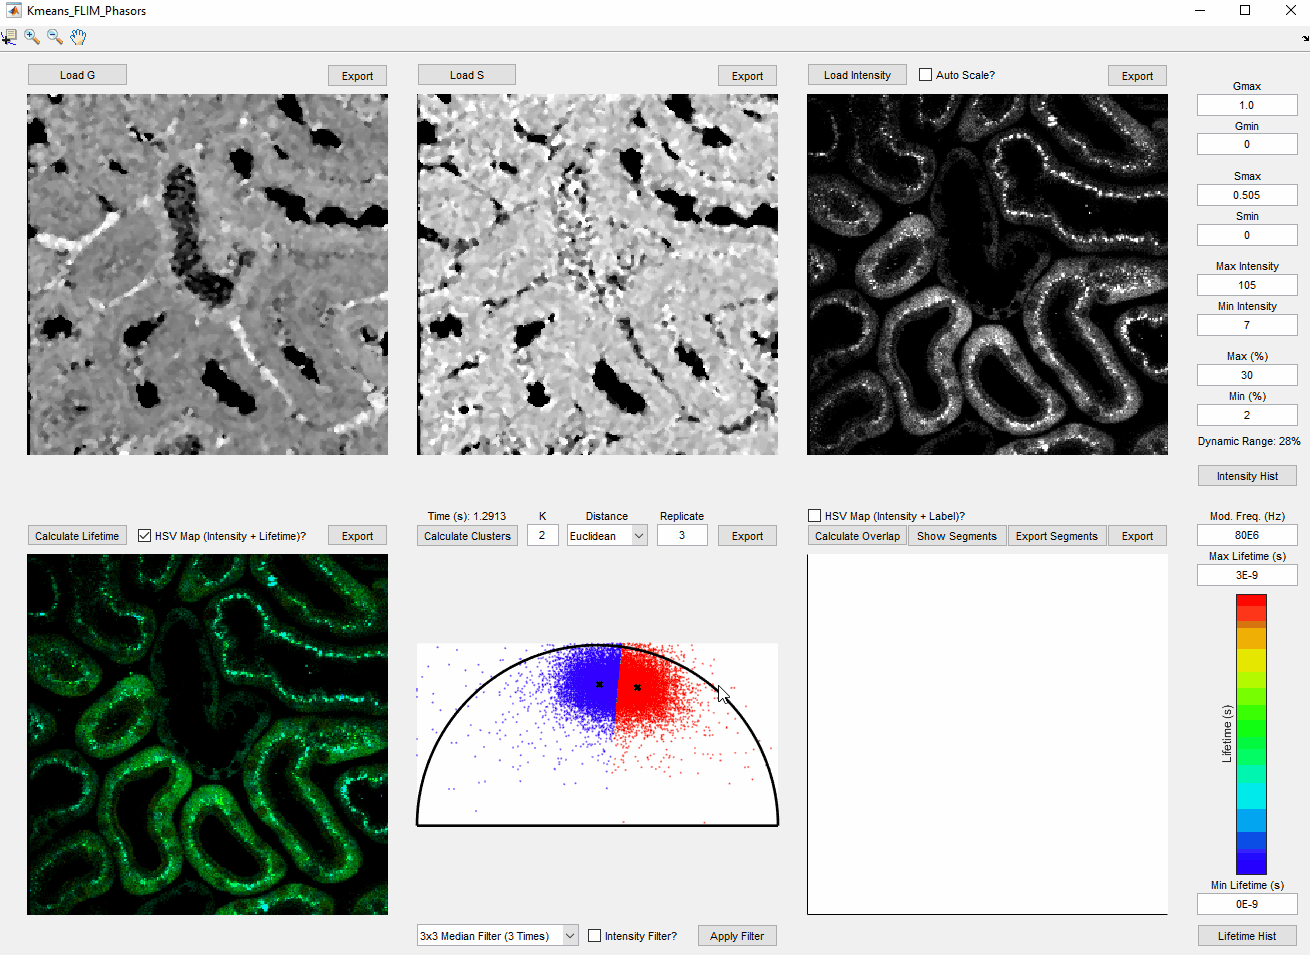 Kmeans_FLIM_Phasors
Load G
Export
Load S
Export
Load Intensity
Auto Scale?
Export
Gmax
1.0
Gmin
0
Smax
0.505
Smin
0
Max Intensity
105
Min Intensity
7
Max (%)
30
Min (%)
2
Dynamic Range: 28%
Intensity Hist
Calculate Lifetime
HSV Map (Intensity + Lifetime)?
Export
Time (s): 1.2913
K
Distance
Replicate
Calculate Clusters
2
Euclidean
3
Export
HSV Map (Intensity + Label)?
Calculate Overlap
Show Segments
Export Segments
Export
Mod. Freq. (Hz)
80E6
Max Lifetime (s)
3E-9
Lifetime (s)
Min Lifetime (s)
0E-9
Lifetime Hist
3x3 Median Filter (3 Times)
Intensity Filter?
Apply Filter